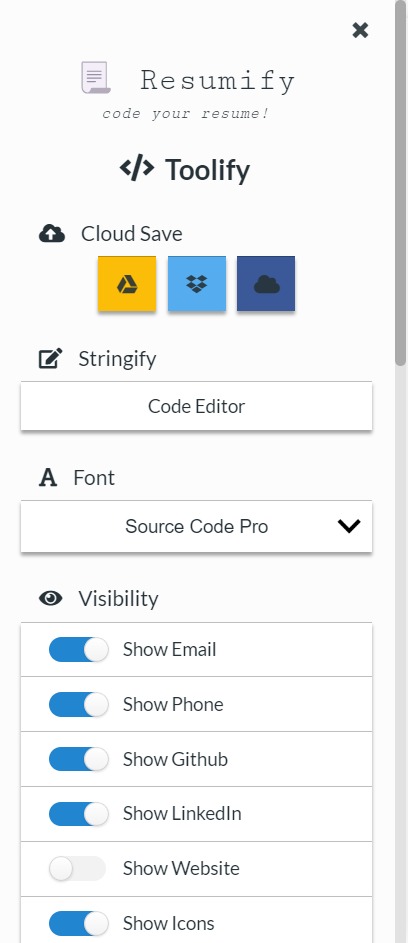 Resumify
code your resume!
</> Toolify
Cloud Save
Stringify
Code Editor
Font
Source Code Pro
Visibility
Show Email
Show Phone
Show Github
Show LinkedIn
Show Website
Show Icons